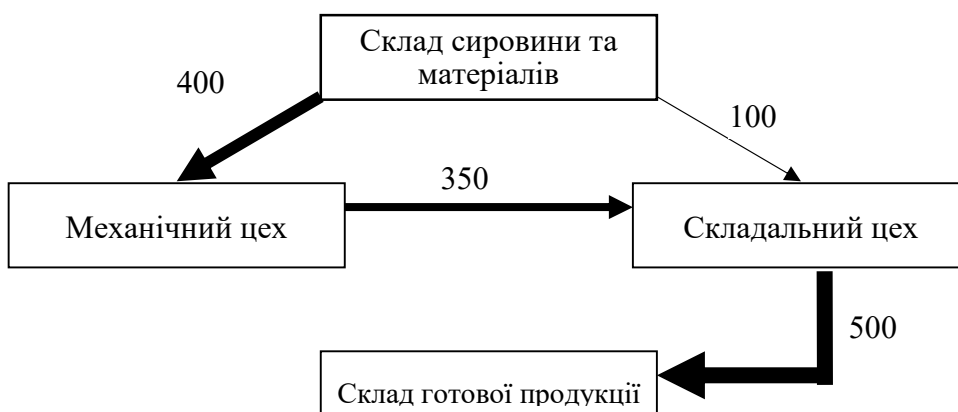 Склад сировини та
матеріалів
400
100
350
Механічний цех
Складальний цех
500
Склад готової продукції